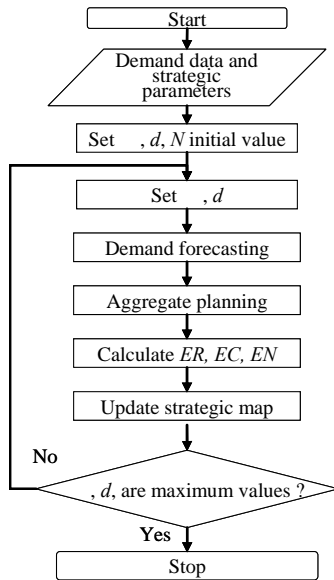 Start
Demand data and
strategic
parameters
Set , d, N initial value
Set , d
Demand forecasting
Aggregate planning
Calculate ER, EC, EN
Update strategic map
No
, d, are maximum values ?
Yes
Stop